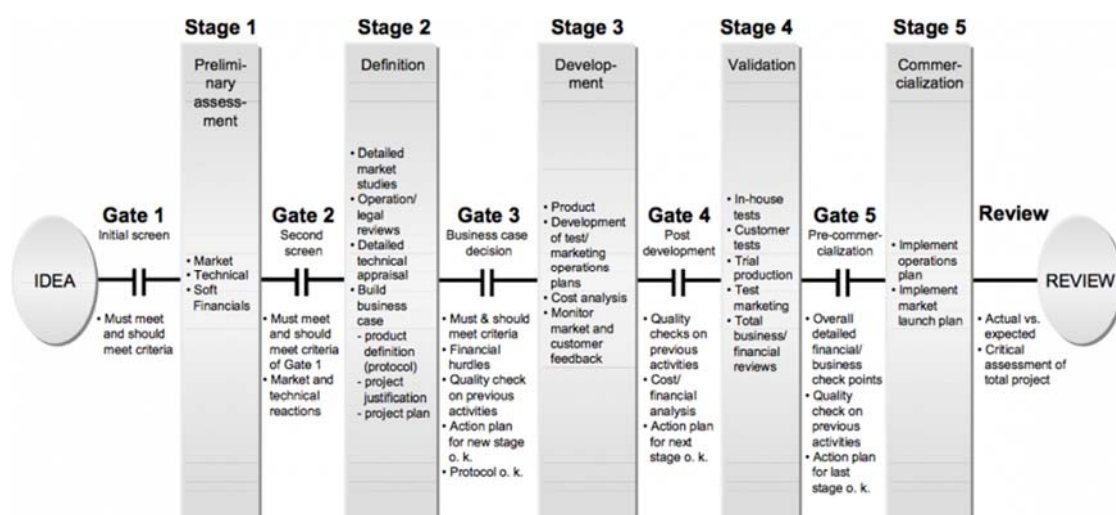 Stage 1
Stage 2
Stage 3
Stage 4
Stage 5
Prelimi-
nary
assess-
ment
Definition
Develop-
ment
Validation
Commer-
cialization
IDEA
Gate 1
Initial screen
• Must meet
and should
meet criteria
• Market
• Technical
• Soft
Financials
Gate 2
Second
screen
• Must meet
and should
meet criteria
of Gate 1
• Market and
technical
reactions
• Detailed
market
studies
• Operation/
legal
reviews
• Detailed
technical
appraisal
• Build
business
case
- product
definition
(protocol)
- project
justification
- project plan
Gate 3
Business case
decision
• Must & should
meet criteria
• Financial
hurdles
• Quality check
on previous
activities
• Action plan
for new stage
o. k.
• Protocol o. k.
• Product
• Development
of test/
marketing
operations
plans
• Cost analysis
• Monitor
market and
customer
feedback
Gate 4
Post
development
• Quality
checks on
previous
activities
• Cost/
financial
analysis
• Action plan
for next
stage o. k.
• In-house
tests
• Customer
tests
• Trial
production
• Test
marketing
• Total
business/
financial
reviews
Gate 5
Pre-commer-
cialization
• Overall
detailed
financial/
business
check points
• Quality
check on
previous
activities
• Action plan
for last
stage o. k.
• Implement
operations
plan
• Implement
market
launch plan
Review
• Actual vs.
expected
• Critical
assessment of
total project
REVIEW